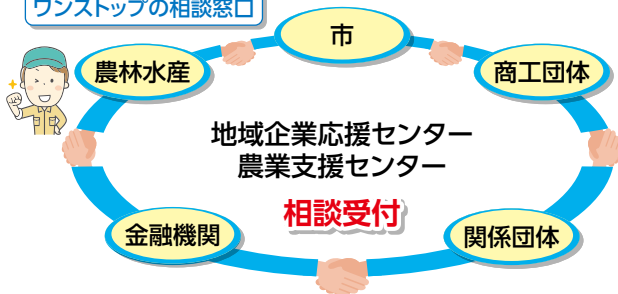 ワンストップの相談窓口
市
農林水産
商工団体
地域企業応援センター
農業支援センター
相談受付
金融機関
関係団体